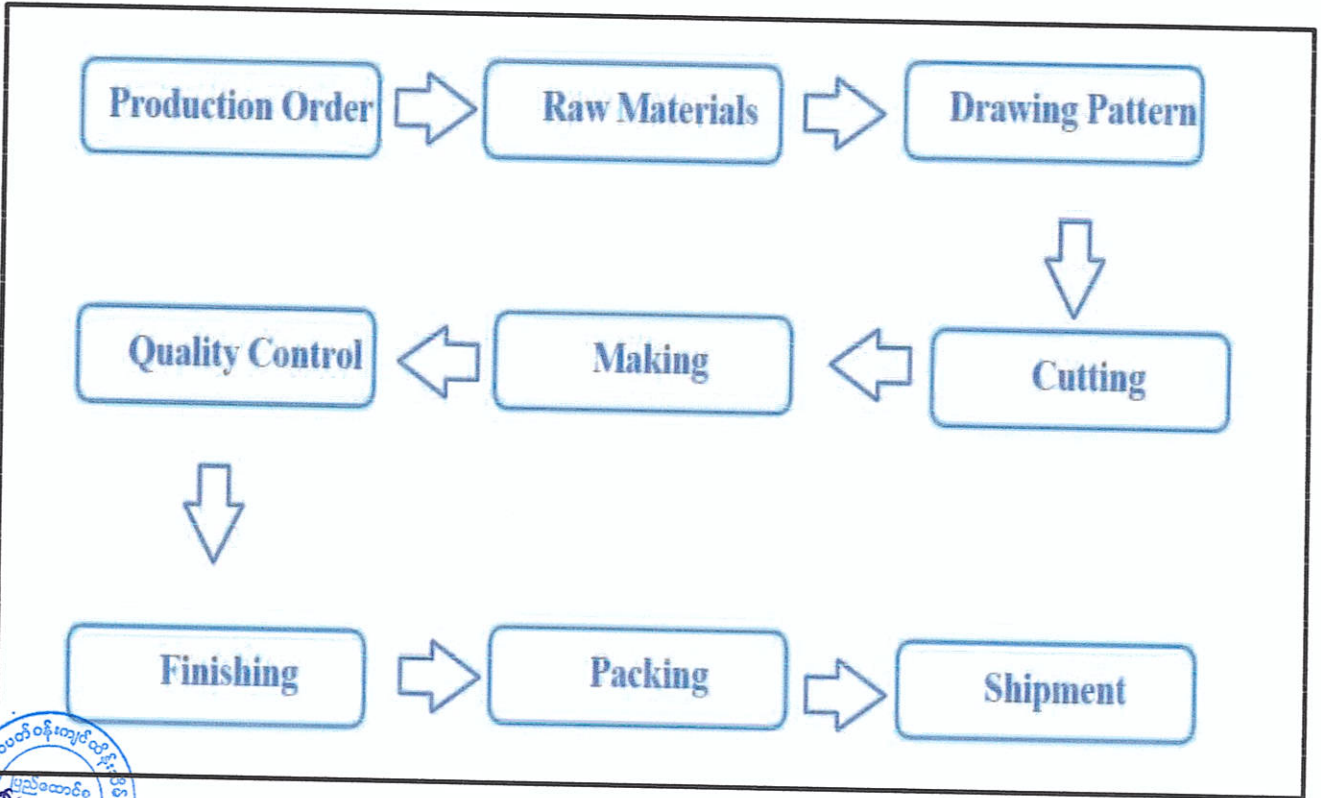 Production Order
Raw Materials
Drawing Pattern
Cutting
Making
Quality Control
Finishing
Packing
Shipment